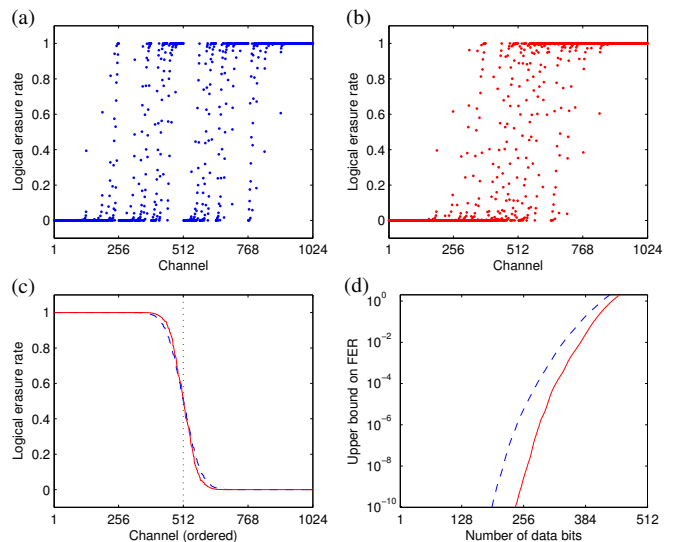 (a)
Logical erasure rate
1
0.8
0.6
0.4
0.2
0
1 256 512 768 1024
Channel
(b)
Logical erasure rate
1
0.8
0.6
0.4
0.2
0
1 256 512 768 1024
Channel
(c)
Logical erasure rate
1
0.8
0.6
0.4
0.2
0
1 256 512 768 1024
Channel (ordered)
(d)
Upper bound on FER
10^0
10^-2
10^-4
10^-6
10^-8
10^-10
1 128 256 384 512
Number of data bits